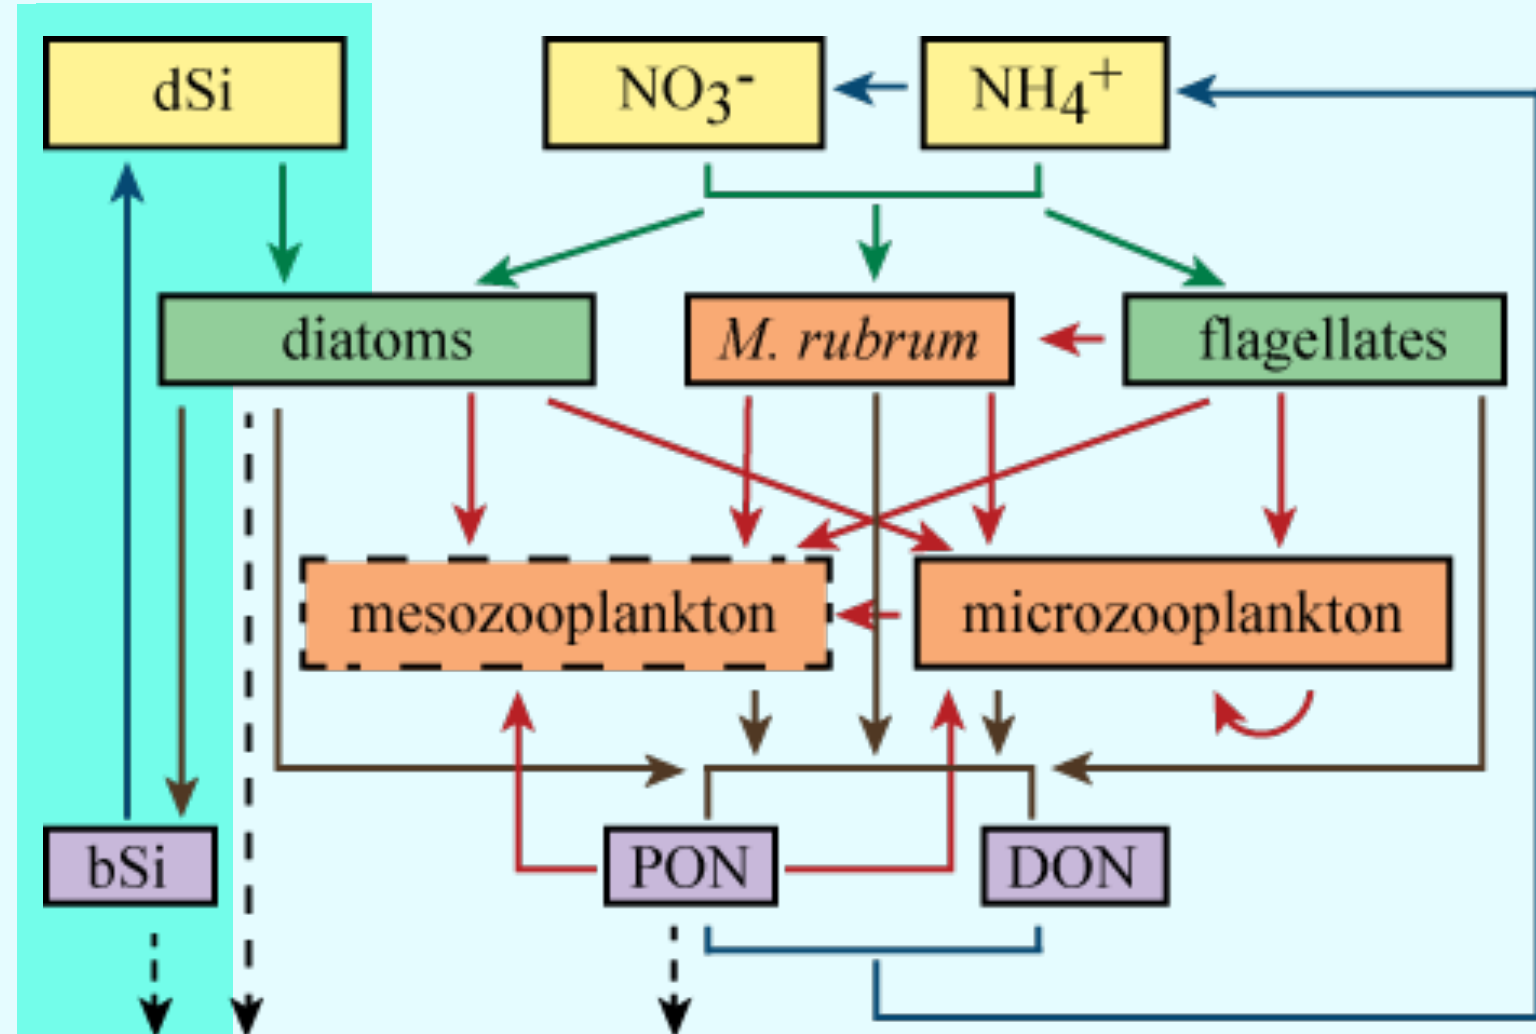 dSi
NO₃⁻
NH₄⁺
diatoms
M. rubrum
flagellates
mesozooplankton
microzooplankton
bSi
PON
DON